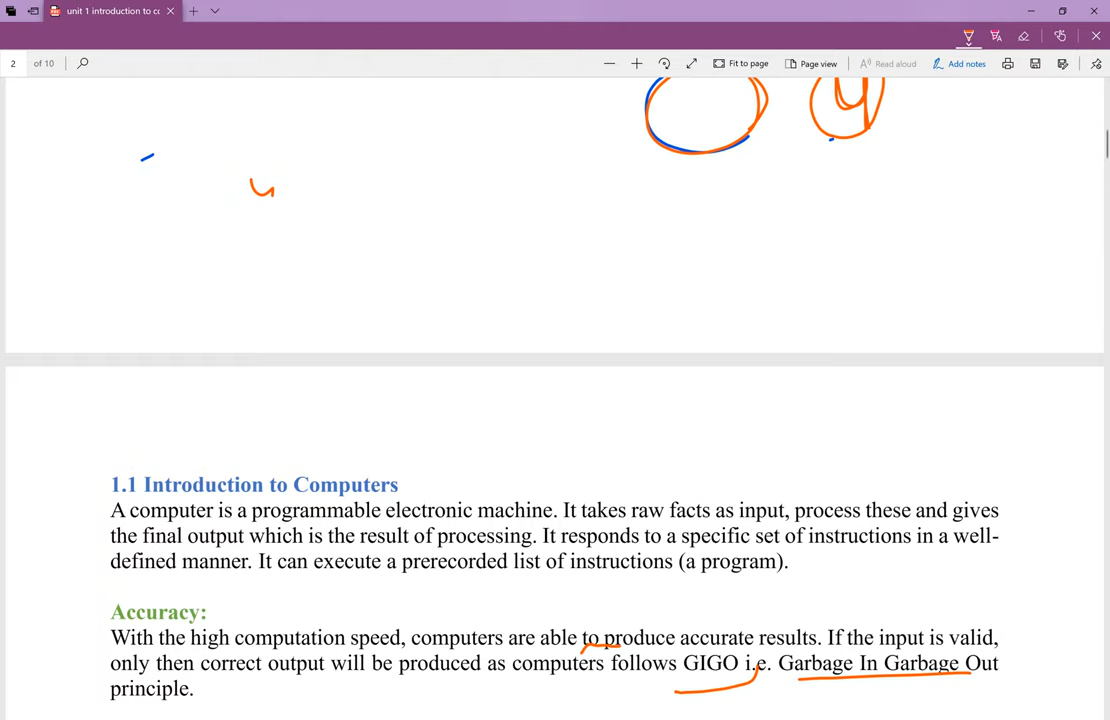 unit 1 introduction to cc
2 of 10 Fit to page Page view Read aloud Add notes
4
1.1 Introduction to Computers
A computer is a programmable electronic machine. It takes raw facts as input, process these and gives
the final output which is the result of processing. It responds to a specific set of instructions in a well-
defined manner. It can execute a prerecorded list of instructions (a program).
Accuracy:
With the high computation speed, computers are able to produce accurate results. If the input is valid,
only then correct output will be produced as computers follows GIGO i.e. Garbage In Garbage Out
principle.